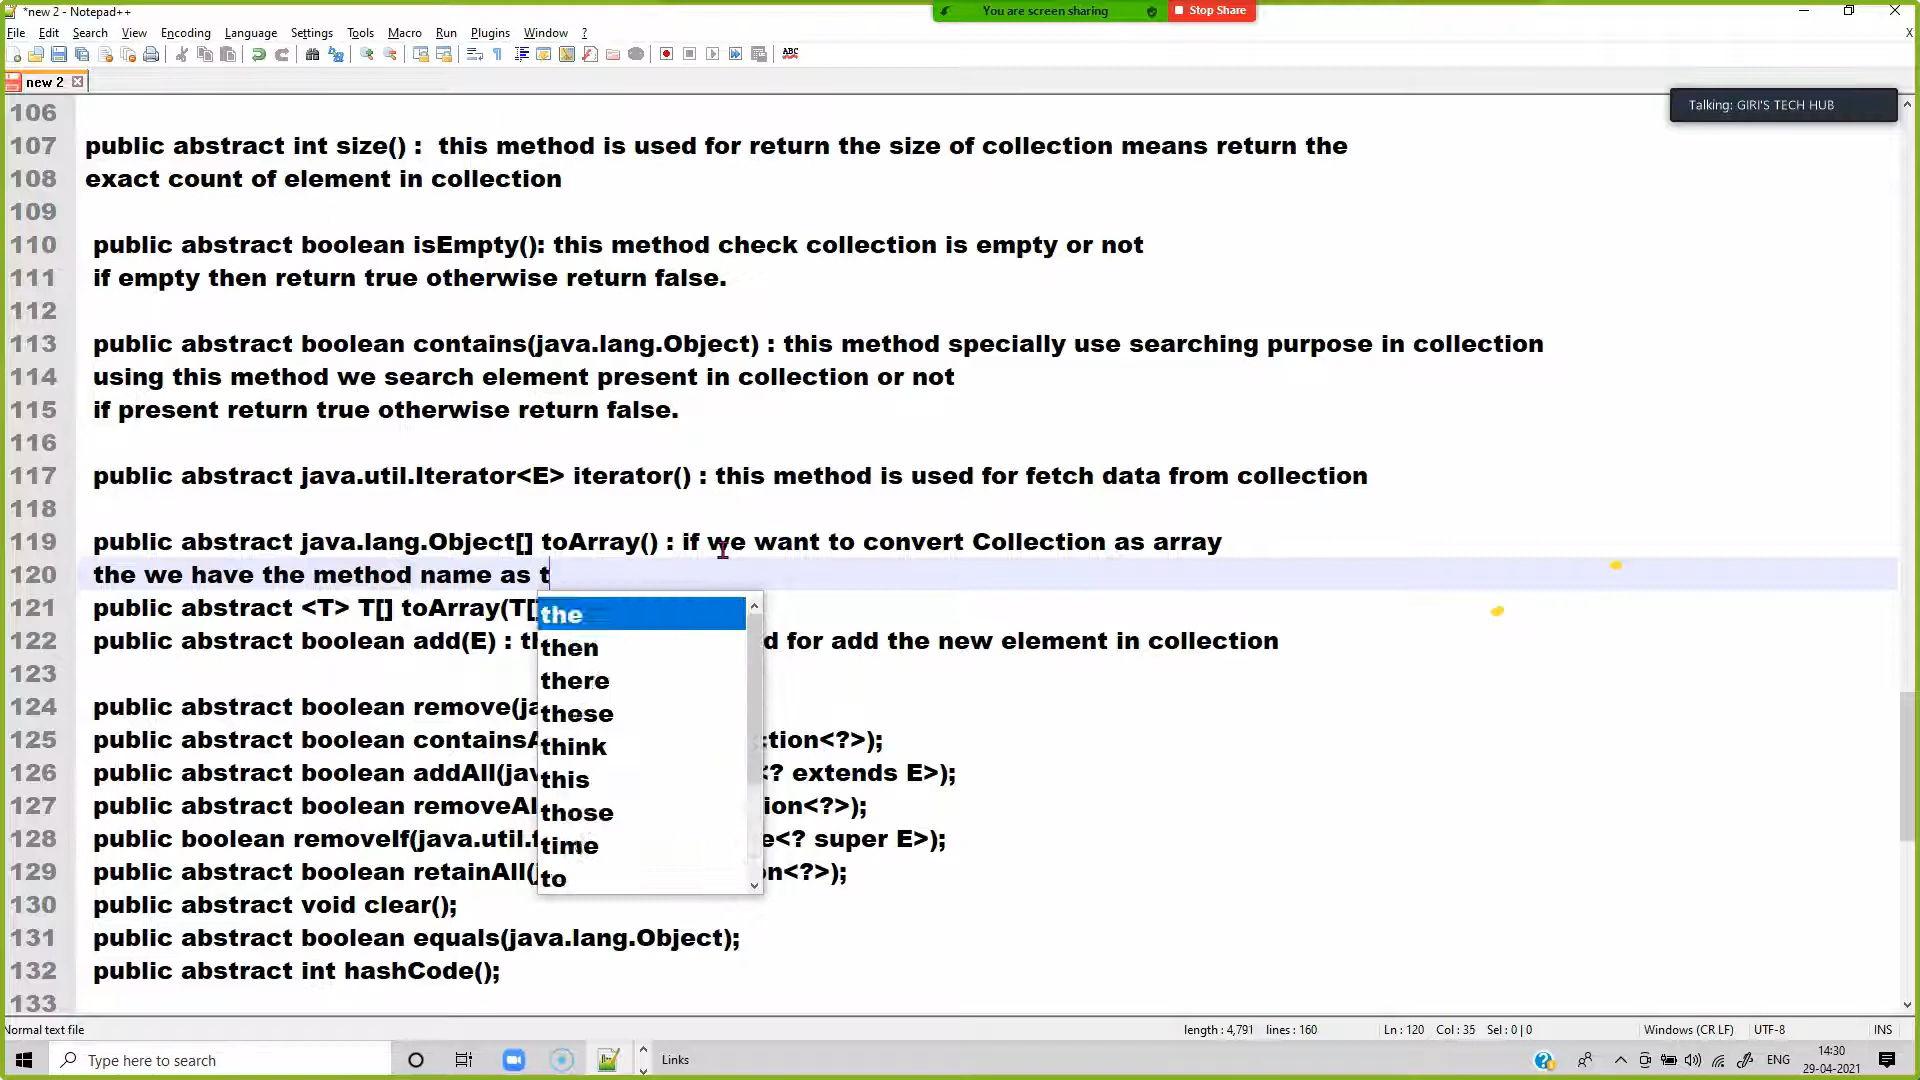 *new 2 - Notepad++
You are screen sharing
Stop Share
File Edit Search View Encoding Language Settings Tools Macro Run Plugins Window ?
X
ABC
new 2
Talking: GIRI'S TECH HUB
106
107 public abstract int size() : this method is used for return the size of collection means return the
108 exact count of element in collection
109
110 public abstract boolean isEmpty(): this method check collection is empty or not
111 if empty then return true otherwise return false.
112
113 public abstract boolean contains(java.lang.Object) : this method specially use searching purpose in collection
114 using this method we search element present in collection or not
115 if present return true otherwise return false.
116
117 public abstract java.util.Iterator<E> iterator() : this method is used for fetch data from collection
118
119 public abstract java.lang.Object[] toArray() : if we want to convert Collection as array
120 the we have the method name as t
121 public abstract <T> T[] toArray(T[
122 public abstract boolean add(E) : th d for add the new element in collection
123
124 public abstract boolean remove(ja
125 public abstract boolean containsA ction<?>);
126 public abstract boolean addAll(jav <? extends E>);
127 public abstract boolean removeAl ion<?>);
128 public boolean removeIf(java.util.f e<? super E>);
129 public abstract boolean retainAll(j on<?>);
130 public abstract void clear();
131 public abstract boolean equals(java.lang.Object);
132 public abstract int hashCode();
133
the
then
there
these
think
this
those
time
to
Normal text file length : 4,791 lines : 160 Ln : 120 Col : 35 Sel : 0 | 0 Windows (CR LF) UTF-8 INS
Type here to search
Links
ENG
14:30
29-04-2021